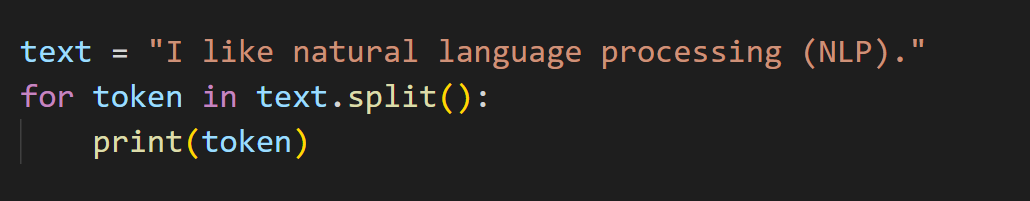 text = "I like natural language processing (NLP)."
for token in text.split():
    print(token)